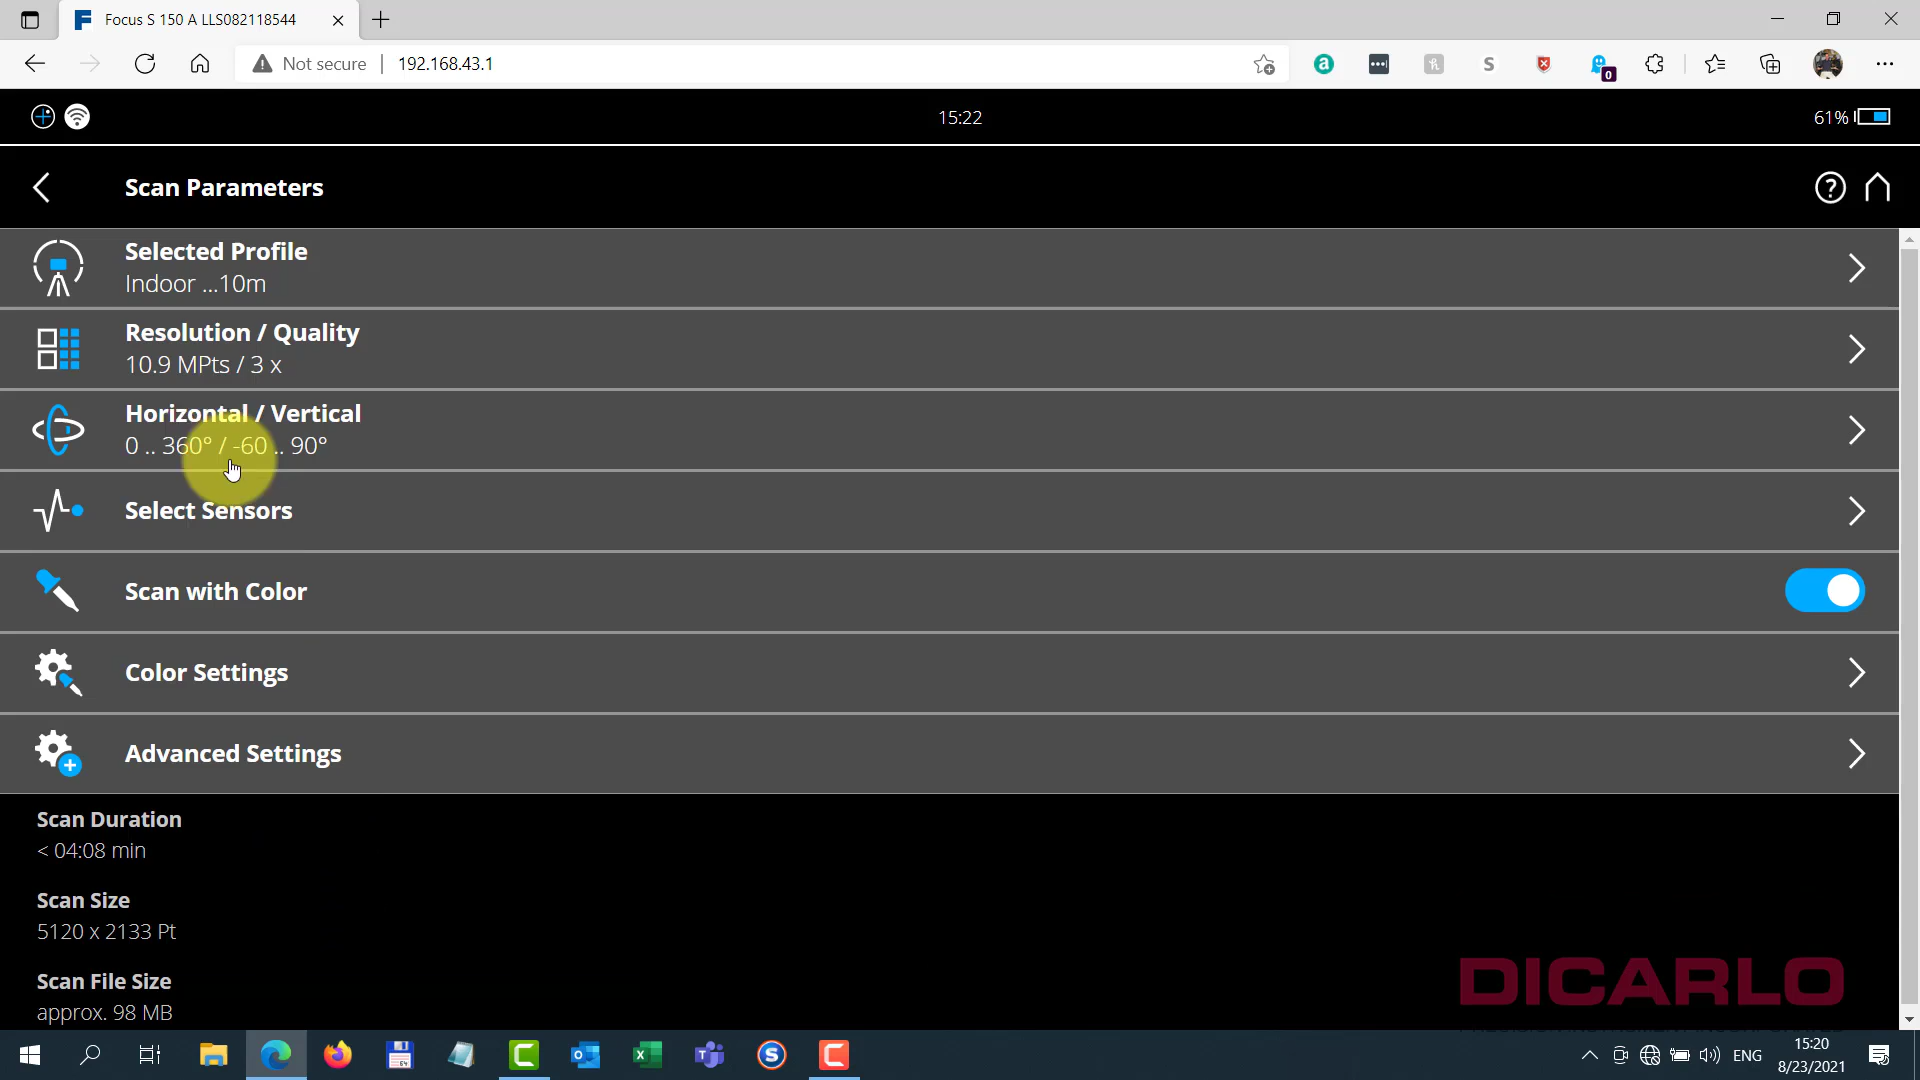 Focus S 150 A LLS082118544
Not secure
192.168.43.1
0
15:22
61%
Scan Parameters
Selected Profile
Indoor ...10m
Resolution / Quality
10.9 MPts / 3 x
Horizontal / Vertical
0 .. 360° / -60 .. 90°
Select Sensors
Scan with Color
Color Settings
Advanced Settings
Scan Duration
< 04:08 min
Scan Size
5120 x 2133 Pt
Scan File Size
approx. 98 MB
DICARLO
ENG
15:20
8/23/2021